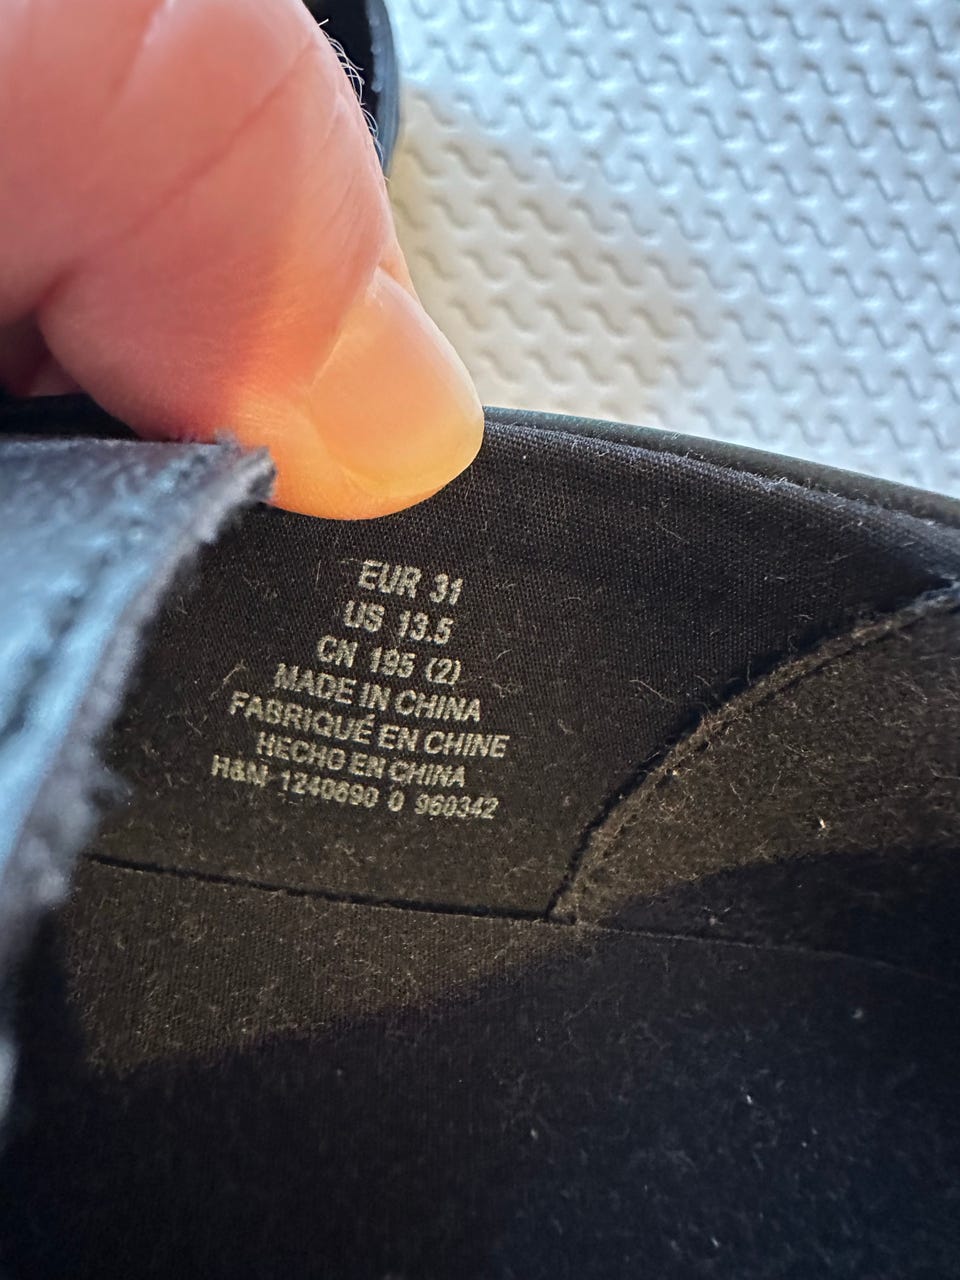 EUR 31
US 13.5
CN 195 (2)
MADE IN CHINA
FABRIQUÉ EN CHINE
HECHO EN CHINA
H&M 1240690 0 960342